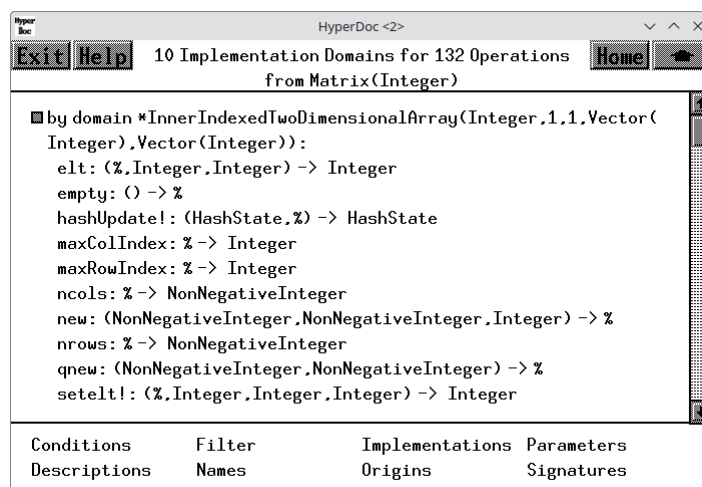 Hyper
Doc
HyperDoc <2>
Exit Help 10 Implementation Domains for 132 Operations Home
from Matrix(Integer)
by domain *InnerIndexedTwoDimensionalArray(Integer,1,1,Vector(
Integer),Vector(Integer)):
elt: (%,Integer,Integer) -> Integer
empty: () -> %
hashUpdate!: (HashState,%) -> HashState
maxColIndex: % -> Integer
maxRowIndex: % -> Integer
ncols: % -> NonNegativeInteger
new: (NonNegativeInteger,NonNegativeInteger,Integer) -> %
nrows: % -> NonNegativeInteger
qnew: (NonNegativeInteger,NonNegativeInteger) -> %
setelt!: (%,Integer,Integer,Integer) -> Integer
Conditions Filter Implementations Parameters
Descriptions Names Origins Signatures